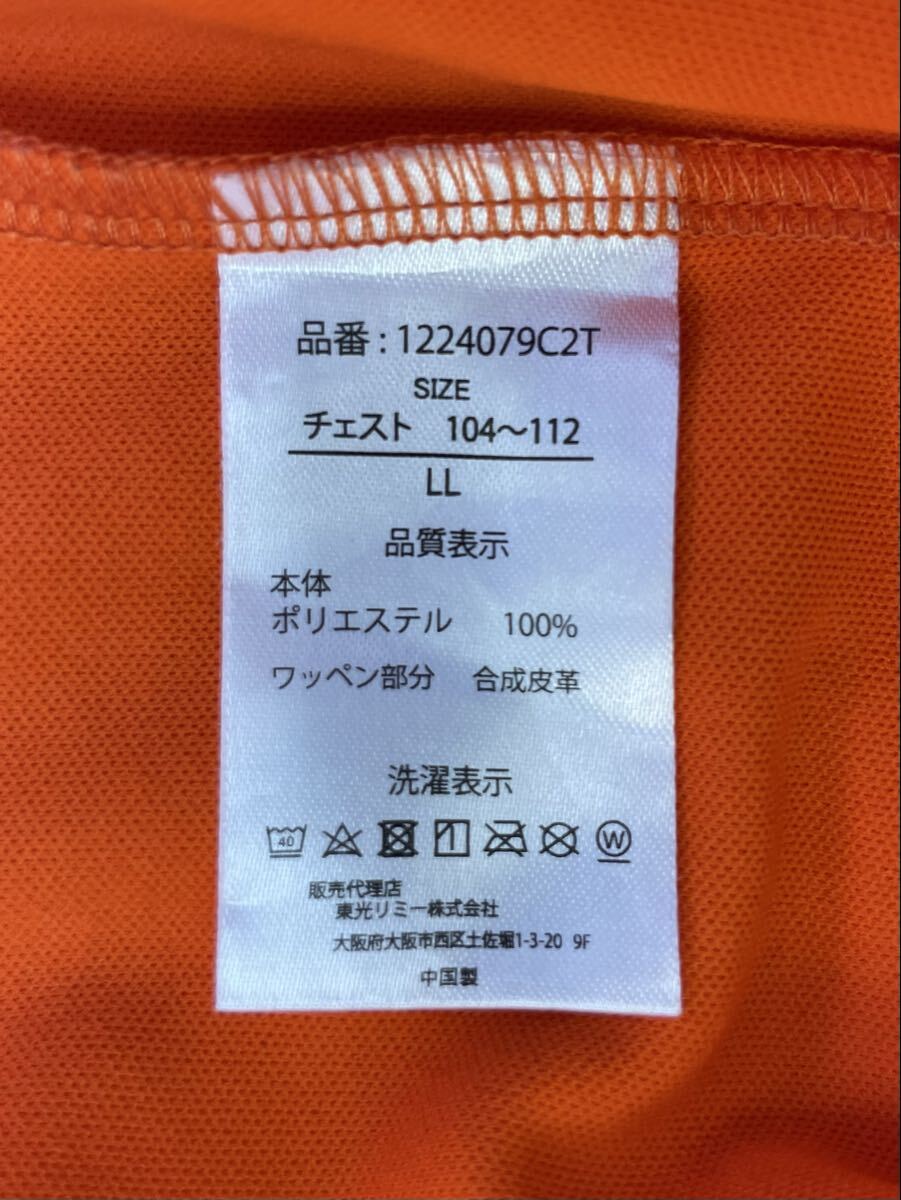 品番 : 1224079C2T
SIZE
チェスト 104〜112
LL
品質表示
本体
ポリエステル 100%
ワッペン部分 合成皮革
洗濯表示
40 W
販売代理店
東光リミー株式会社
大阪府大阪市西区土佐堀1-3-20 9F
中国製